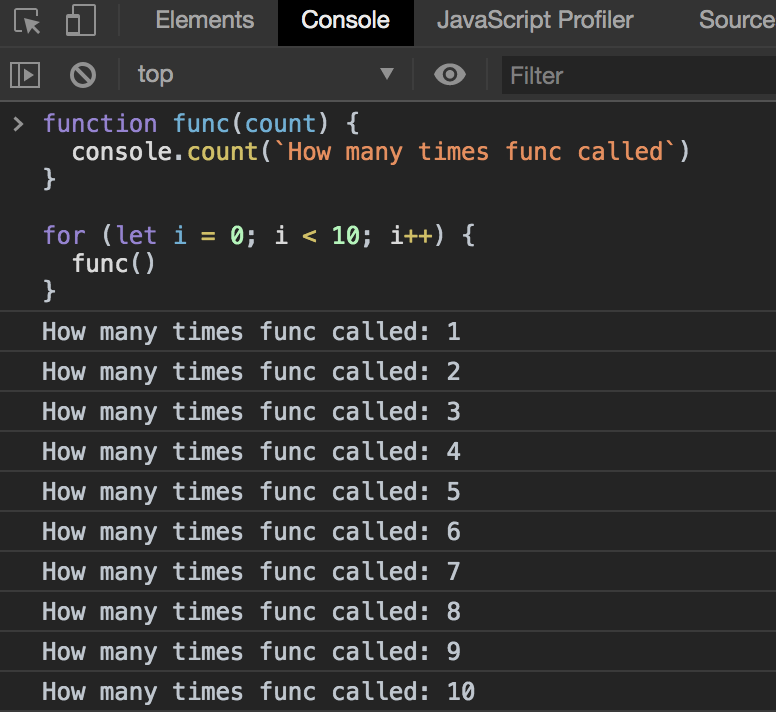 Elements Console JavaScript Profiler Source
top Filter
> function func(count) {
  console.count(`How many times func called`)
}
for (let i = 0; i < 10; i++) {
  func()
}
How many times func called: 1
How many times func called: 2
How many times func called: 3
How many times func called: 4
How many times func called: 5
How many times func called: 6
How many times func called: 7
How many times func called: 8
How many times func called: 9
How many times func called: 10